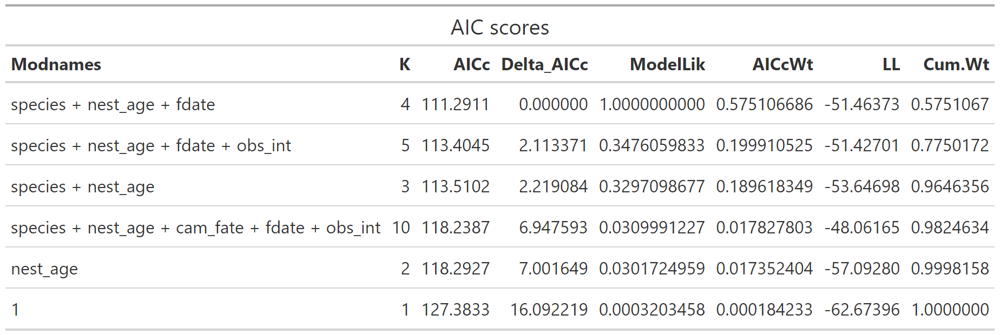 AIC scores
Modnames K AICc Delta_AICc ModelLik AICcWt LL Cum.Wt
species + nest_age + fdate 4 111.2911 0.000000 1.0000000000 0.575106686 -51.46373 0.5751067
species + nest_age + fdate + obs_int 5 113.4045 2.113371 0.3476059833 0.199910525 -51.42701 0.7750172
species + nest_age 3 113.5102 2.219084 0.3297098677 0.189618349 -53.64698 0.9646356
species + nest_age + cam_fate + fdate + obs_int 10 118.2387 6.947593 0.0309991227 0.017827803 -48.06165 0.9824634
nest_age 2 118.2927 7.001649 0.0301724959 0.017352404 -57.09280 0.9998158
1 1 127.3833 16.092219 0.0003203458 0.000184233 -62.67396 1.0000000